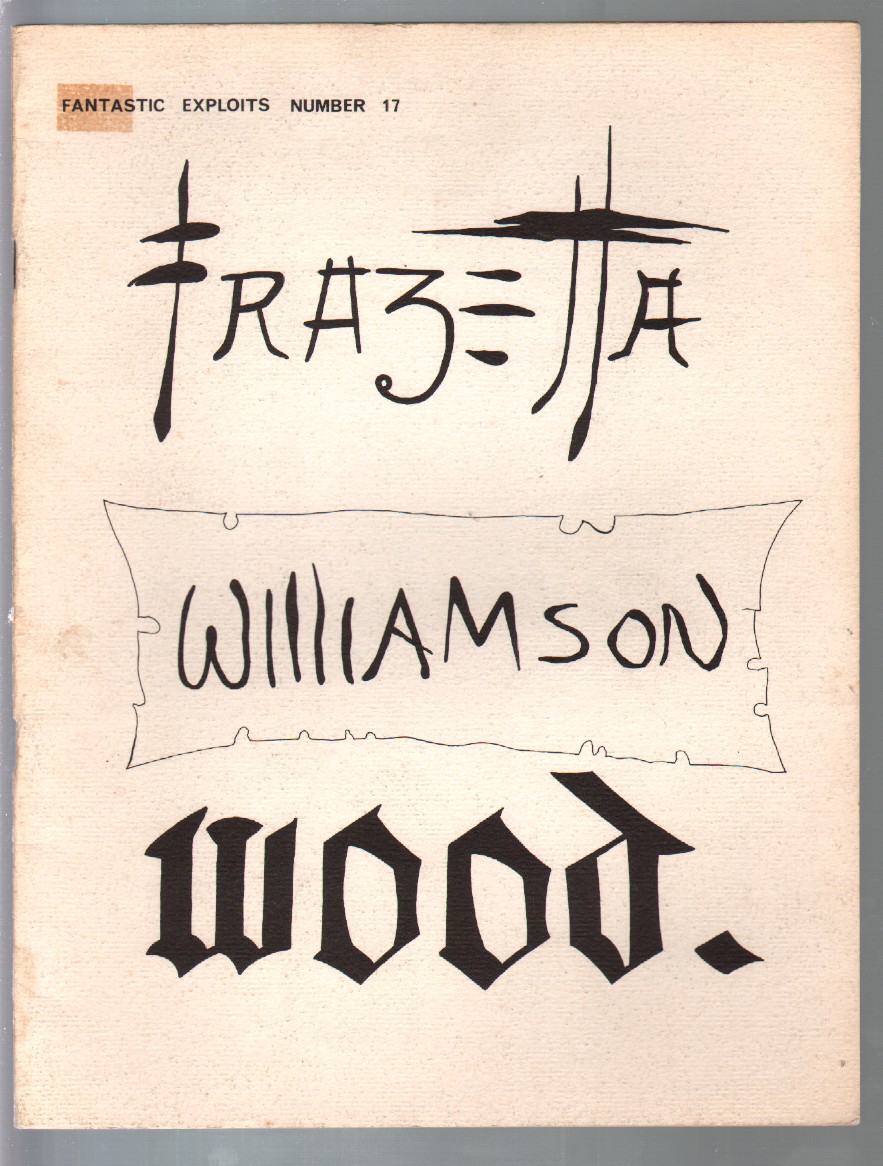 FANTASTIC EXPLOITS NUMBER 17
FRAZETTA
WILLIAMSON
wood.